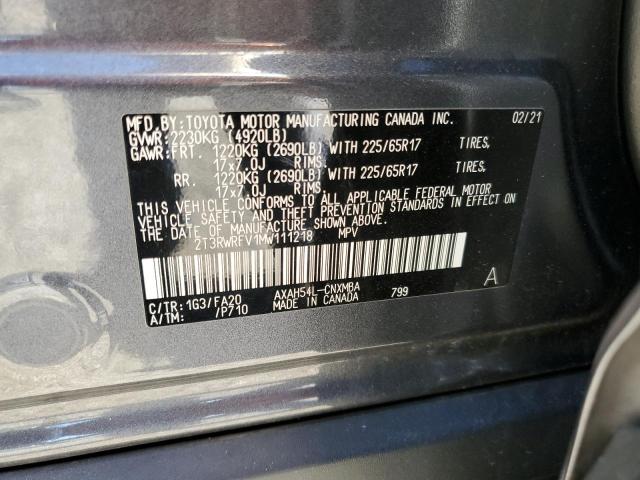 MFD. BY: TOYOTA MOTOR MANUFACTURING CANADA INC. 02/21
GVWR: 2230KG (4920LB)
GAWR: FRT. 1220KG (2690LB) WITH 225/65R17 TIRES,
17x7.0J RIMS
RR. 1220KG (2690LB) WITH 225/65R17 TIRES,
17x7.0J RIMS
THIS VEHICLE CONFORMS TO ALL APPLICABLE FEDERAL MOTOR
VEHICLE SAFETY AND THEFT PREVENTION STANDARDS IN EFFECT ON
THE DATE OF MANUFACTURE SHOWN ABOVE.
2T3RWRFV1MW111218 MPV
C/TR: 1G3/FA20 AXAH54L-CNXMBA 799 A
A/TM: /P710 MADE IN CANADA